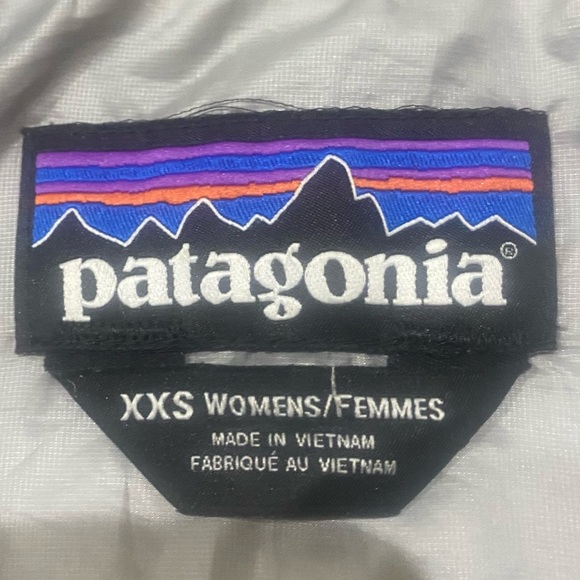 patagonia®
XXS WOMENS/FEMMES
MADE IN VIETNAM
FABRIQUÉ AU VIETNAM